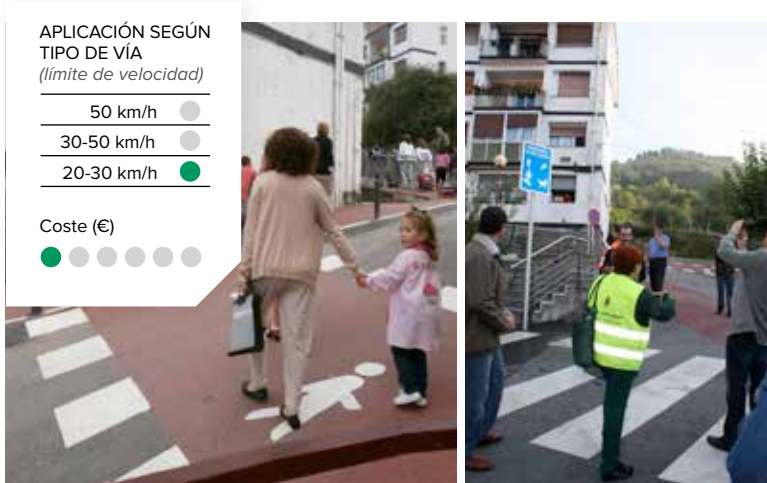 APLICACIÓN SEGÚN
TIPO DE VÍA
(límite de velocidad)
50 km/h
30-50 km/h
20-30 km/h
Coste (€)